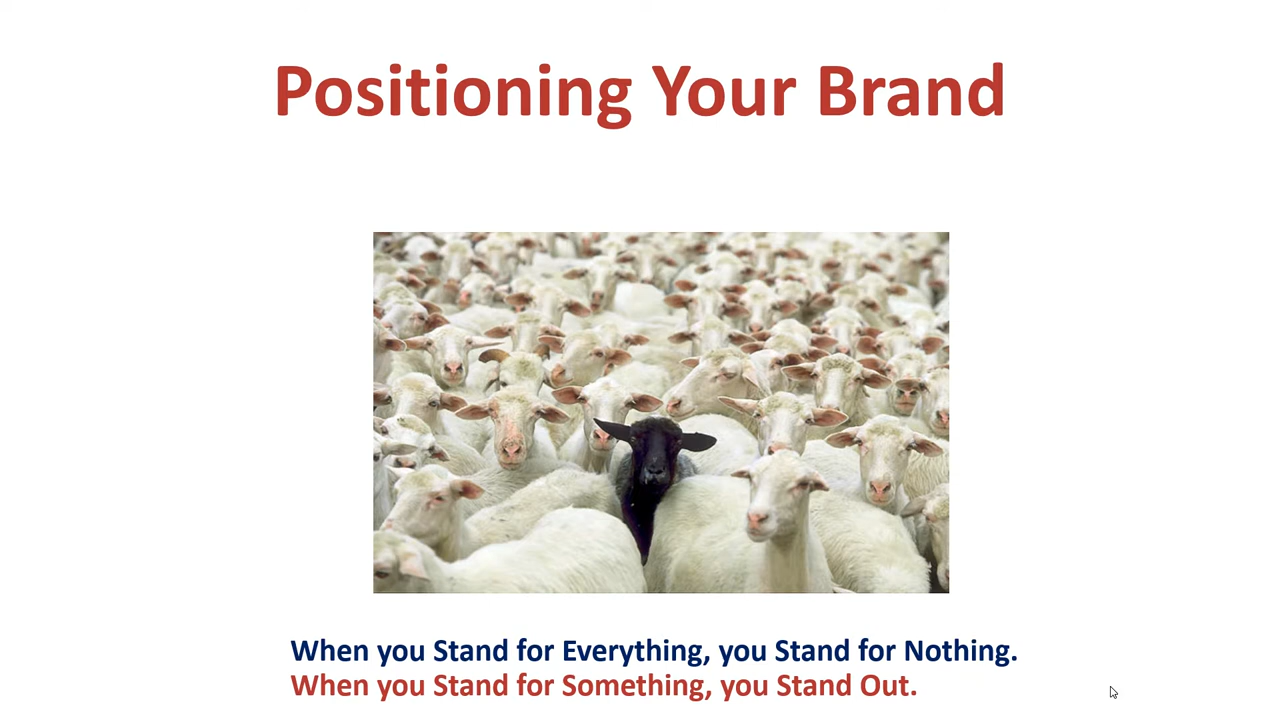 Positioning Your Brand
When you Stand for Everything, you Stand for Nothing.
When you Stand for Something, you Stand Out.